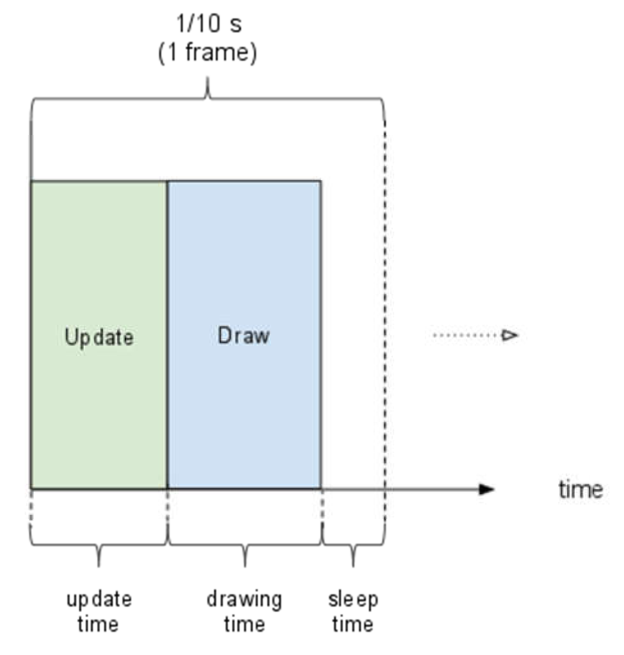 1/10 s
(1 frame)
Update
Draw
time
update
time
drawing
time
sleep
time